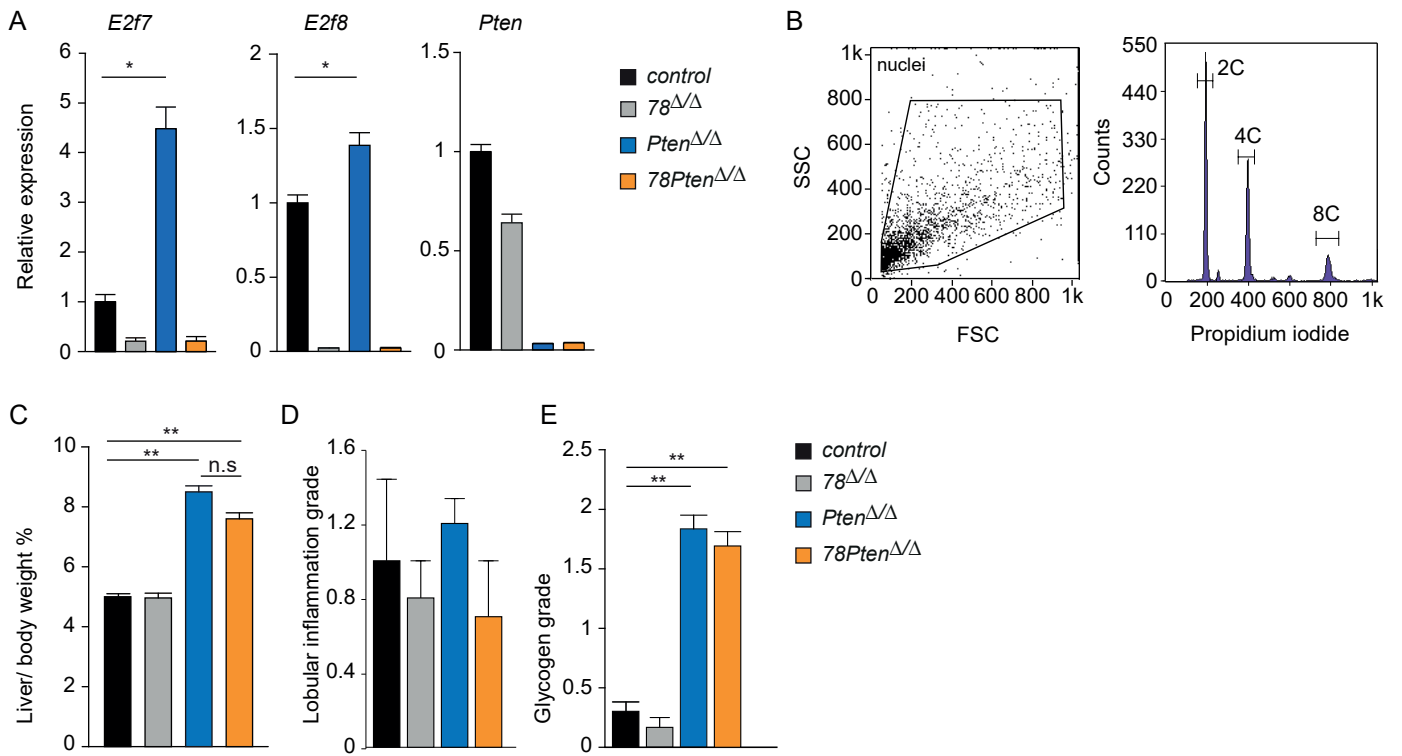 A
E2f7
E2f8
Pten
Relative expression
6
5
4
3
2
1
0
*
2
1.5
1
0.5
0
*
1.5
1
0.5
0
control
78Δ/Δ
PtenΔ/Δ
78PtenΔ/Δ
B
nuclei
SSC
1k
800
600
400
200
0
0 200 400 600 800 1k
FSC
Counts
550
440
330
220
110
0
2C
4C
8C
0 200 400 600 800 1k
Propidium iodide
C
Liver/ body weight %
10
8
6
4
2
0
**
**
n.s
D
Lobular inflammation grade
1.6
1.2
0.8
0.4
0
E
Glycogen grade
2.5
2
1.5
1
0.5
0
**
**
control
78Δ/Δ
PtenΔ/Δ
78PtenΔ/Δ